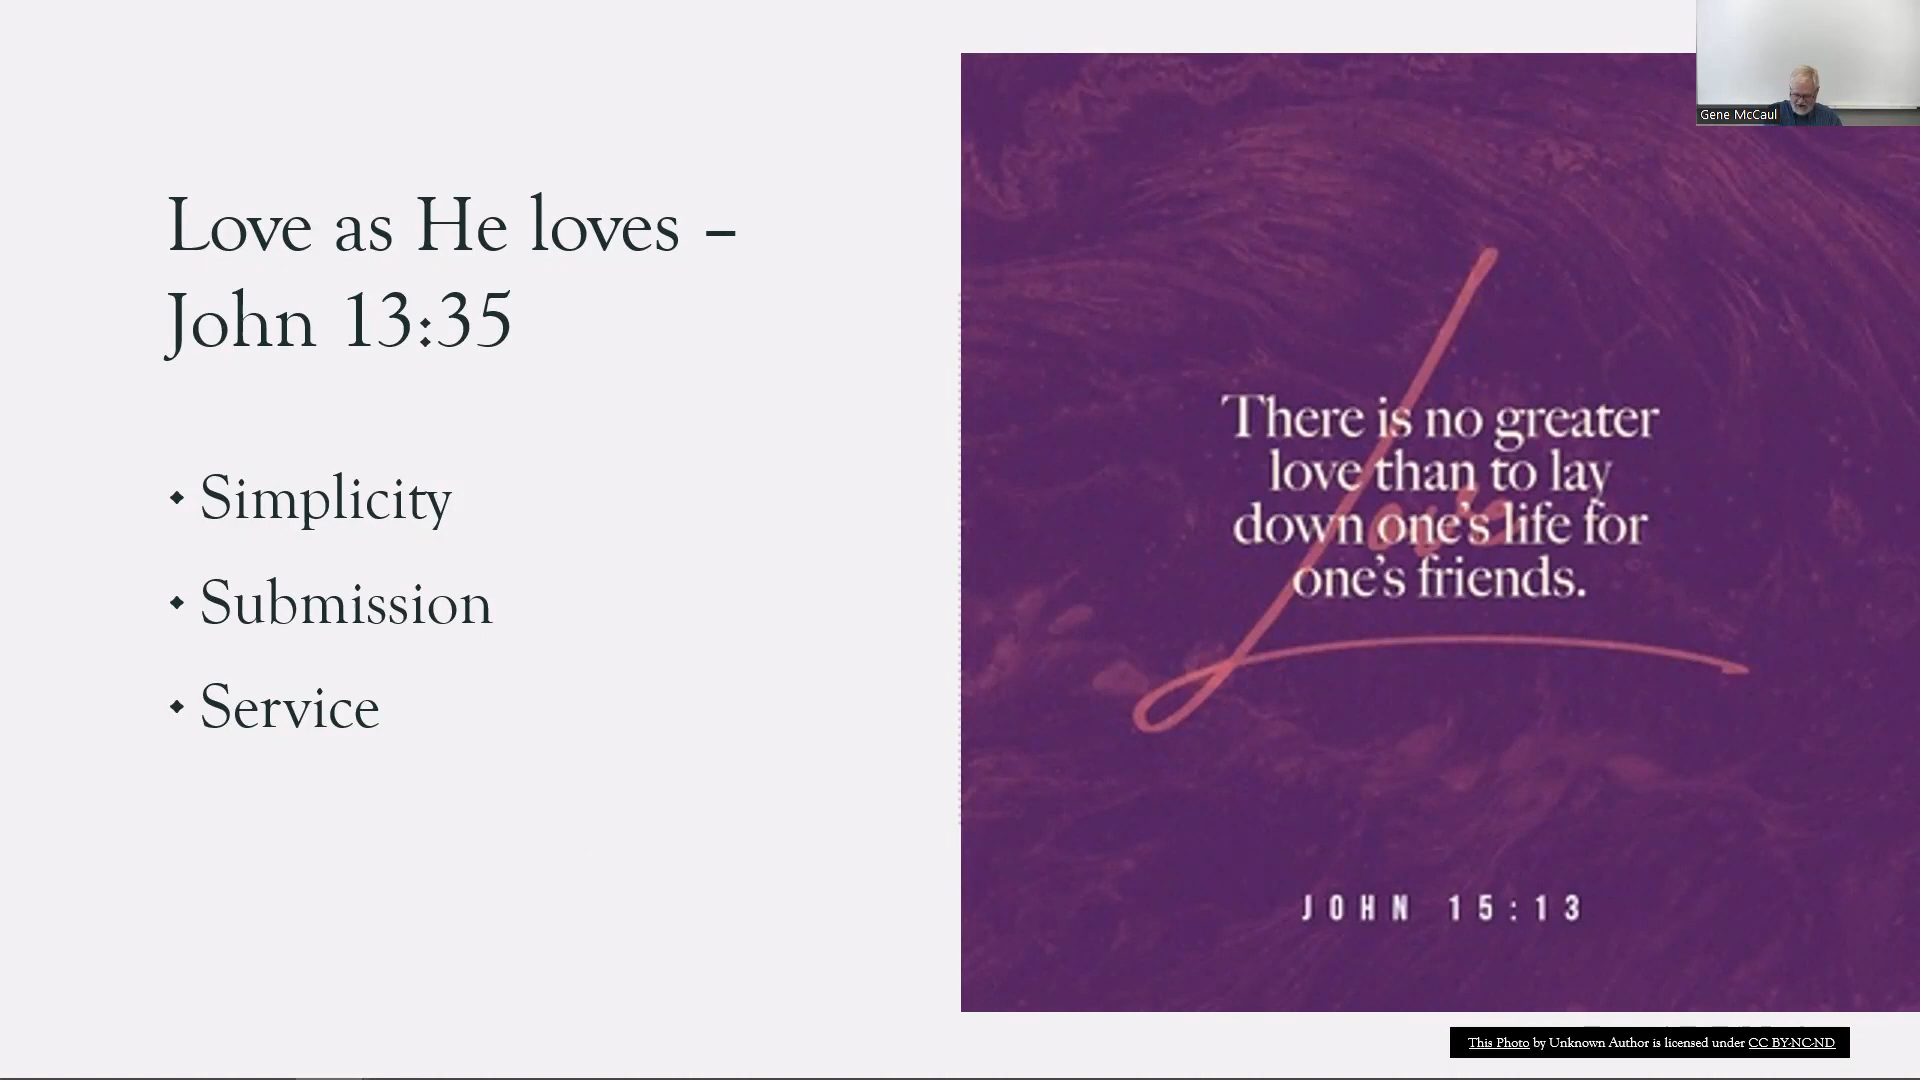 Love as He loves –
John 13:35
Simplicity
Submission
Service
Gene McCaul
There is no greater
love than to lay
down one's life for
one's friends.
love
JOHN 15:13
This Photo by Unknown Author is licensed under CC BY-NC-ND